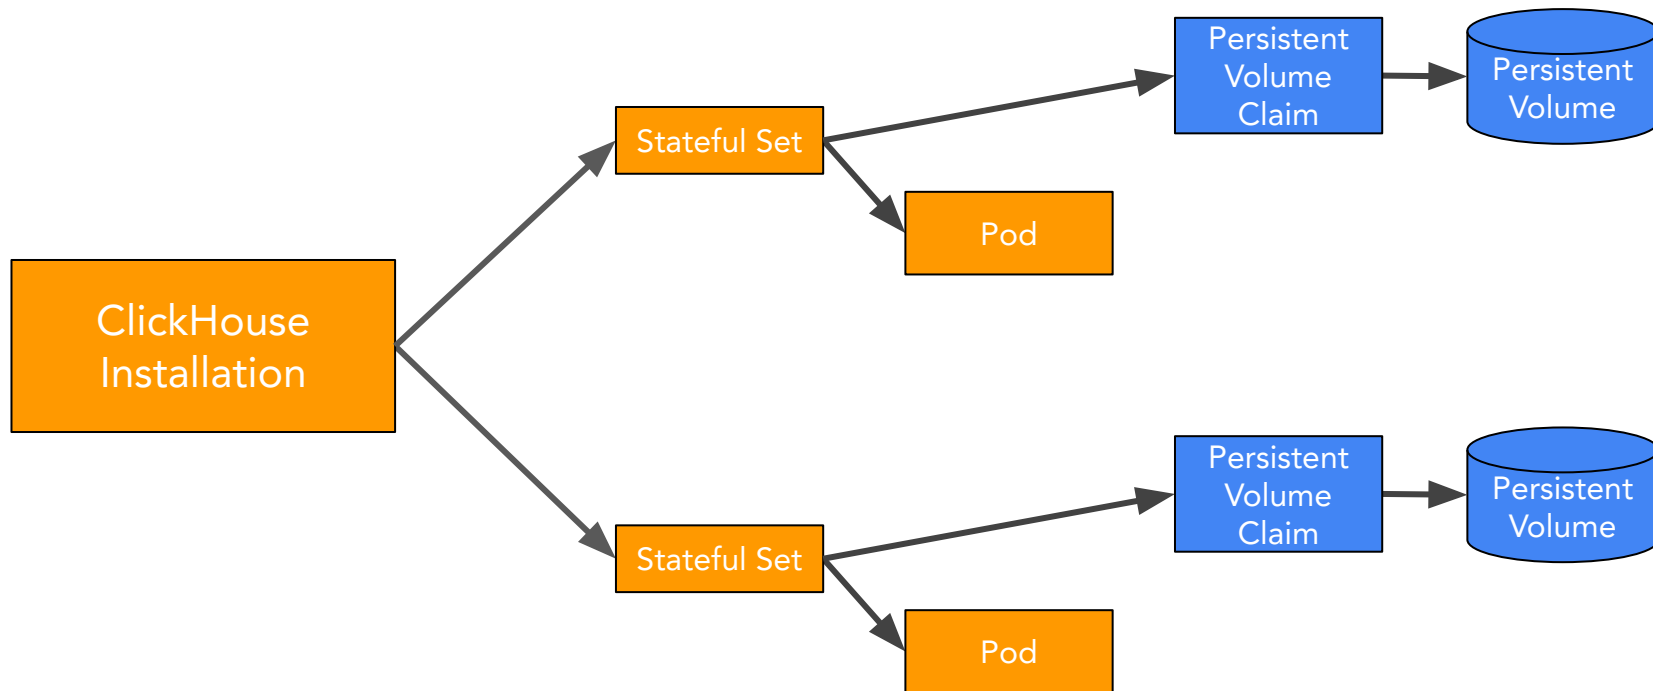 Persistent
Volume
Claim
Persistent
Volume
Stateful Set
Pod
ClickHouse
Installation
Persistent
Volume
Claim
Persistent
Volume
Stateful Set
Pod